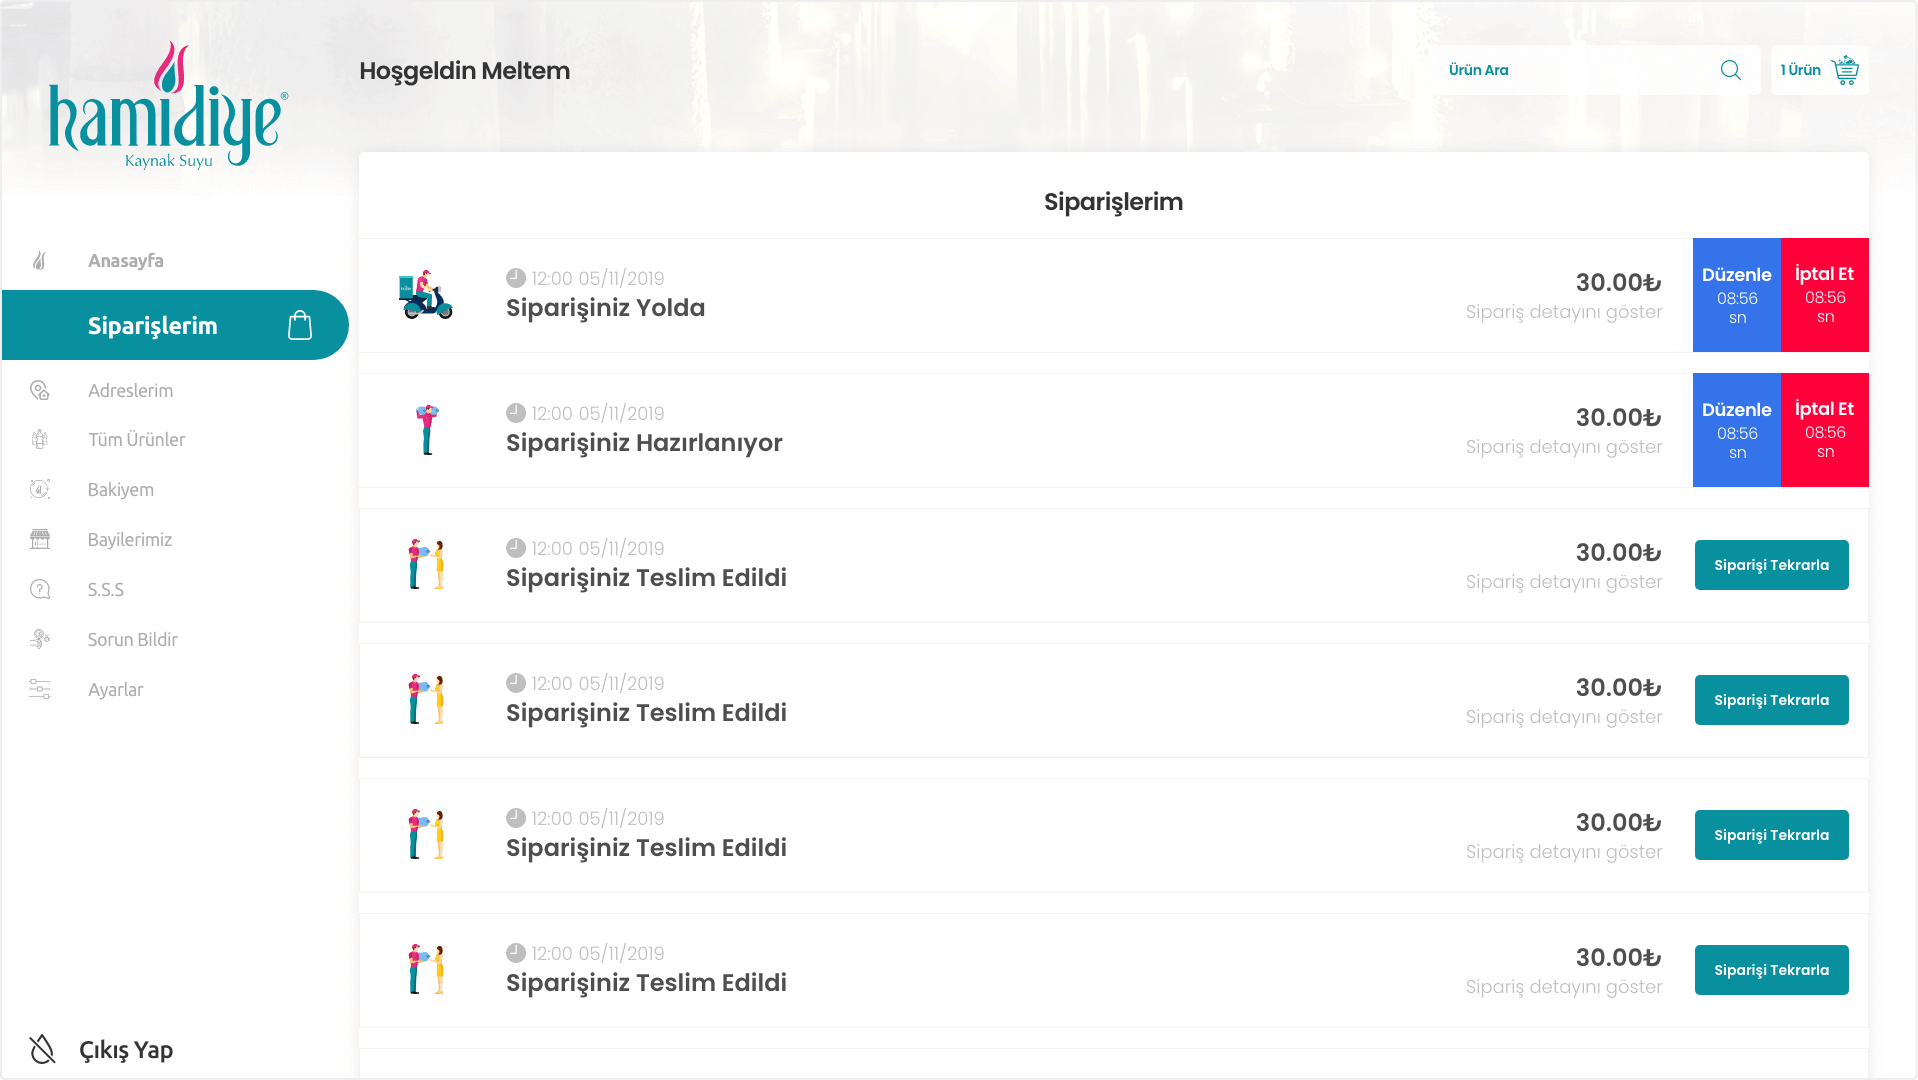 hamidiye®
Kaynak Suyu
Hoşgeldin Meltem
Ürün Ara
1 Ürün
Anasayfa
Siparişlerim
Adreslerim
Tüm Ürünler
Bakiyem
Bayilerimiz
S.S.S
Sorun Bildir
Ayarlar
Çıkış Yap
Siparişlerim
12:00 05/11/2019
Siparişiniz Yolda
30.00₺
Sipariş detayını göster
Düzenle
08:56
sn
İptal Et
08:56
sn
12:00 05/11/2019
Siparişiniz Hazırlanıyor
30.00₺
Sipariş detayını göster
Düzenle
08:56
sn
İptal Et
08:56
sn
12:00 05/11/2019
Siparişiniz Teslim Edildi
30.00₺
Sipariş detayını göster
Siparişi Tekrarla
12:00 05/11/2019
Siparişiniz Teslim Edildi
30.00₺
Sipariş detayını göster
Siparişi Tekrarla
12:00 05/11/2019
Siparişiniz Teslim Edildi
30.00₺
Sipariş detayını göster
Siparişi Tekrarla
12:00 05/11/2019
Siparişiniz Teslim Edildi
30.00₺
Sipariş detayını göster
Siparişi Tekrarla